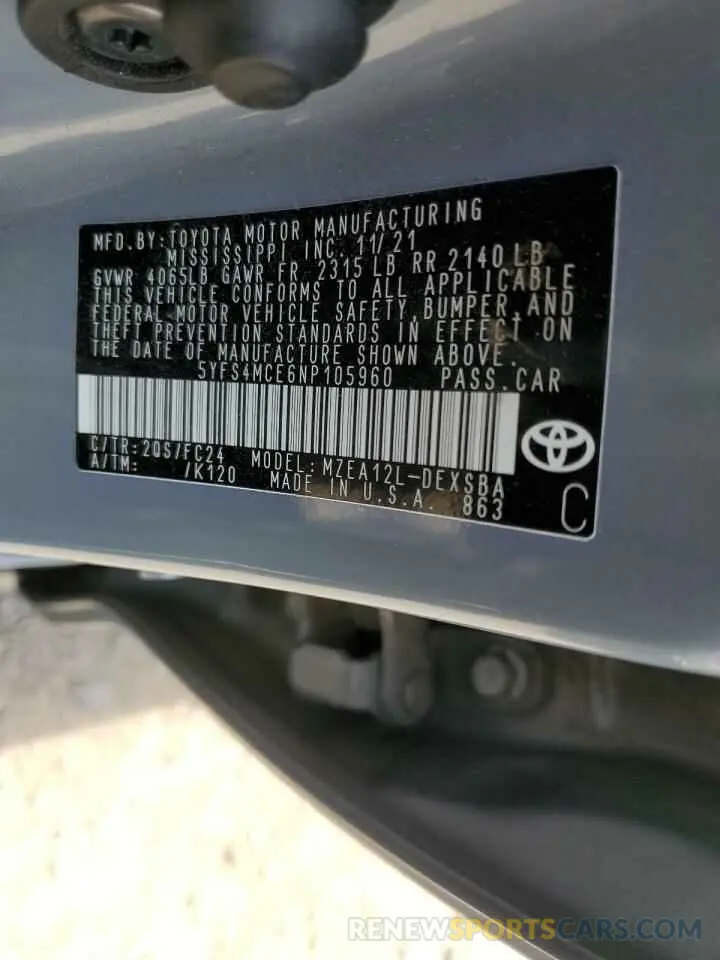 MFD. BY: TOYOTA MOTOR MANUFACTURING
MISSISSIPPI, INC. 11/21
GVWR 4065LB GAWR FR 2315 LB RR 2140 LB
THIS VEHICLE CONFORMS TO ALL APPLICABLE
FEDERAL MOTOR VEHICLE SAFETY, BUMPER, AND
THEFT PREVENTION STANDARDS IN EFFECT ON
THE DATE OF MANUFACTURE SHOWN ABOVE.
5YFS4MCE6NP105960 PASS.CAR
C/TR: 2QS/FC24 MODEL: MZEA12L-DEXSBA
A/TM: /K120 MADE IN U.S.A. 863
C
RENEWSPORTSCARS.COM